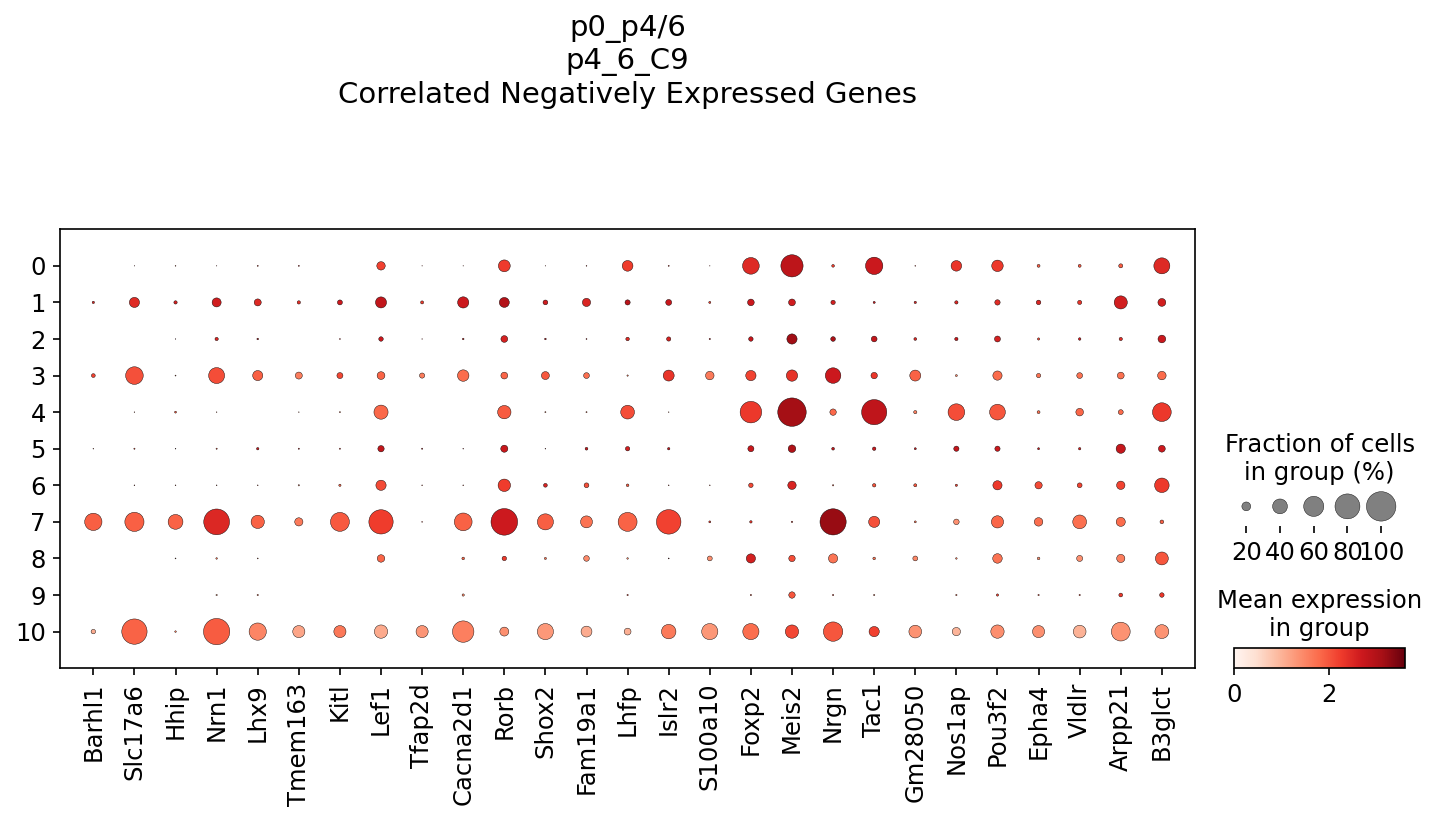 p0_p4/6
p4_6_C9
Correlated Negatively Expressed Genes
0
1
2
3
4
5
6
7
8
9
10
Barhl1
Slc17a6
Hhip
Nrn1
Lhx9
Tmem163
Kitl
Lef1
Tfap2d
Cacna2d1
Rorb
Shox2
Fam19a1
Lhfp
Islr2
S100a10
Foxp2
Meis2
Nrgn
Tac1
Gm28050
Nos1ap
Pou3f2
Epha4
Vldlr
Arpp21
B3glct
Fraction of cells
in group (%)
20 40 60 80 100
Mean expression
in group
0 2